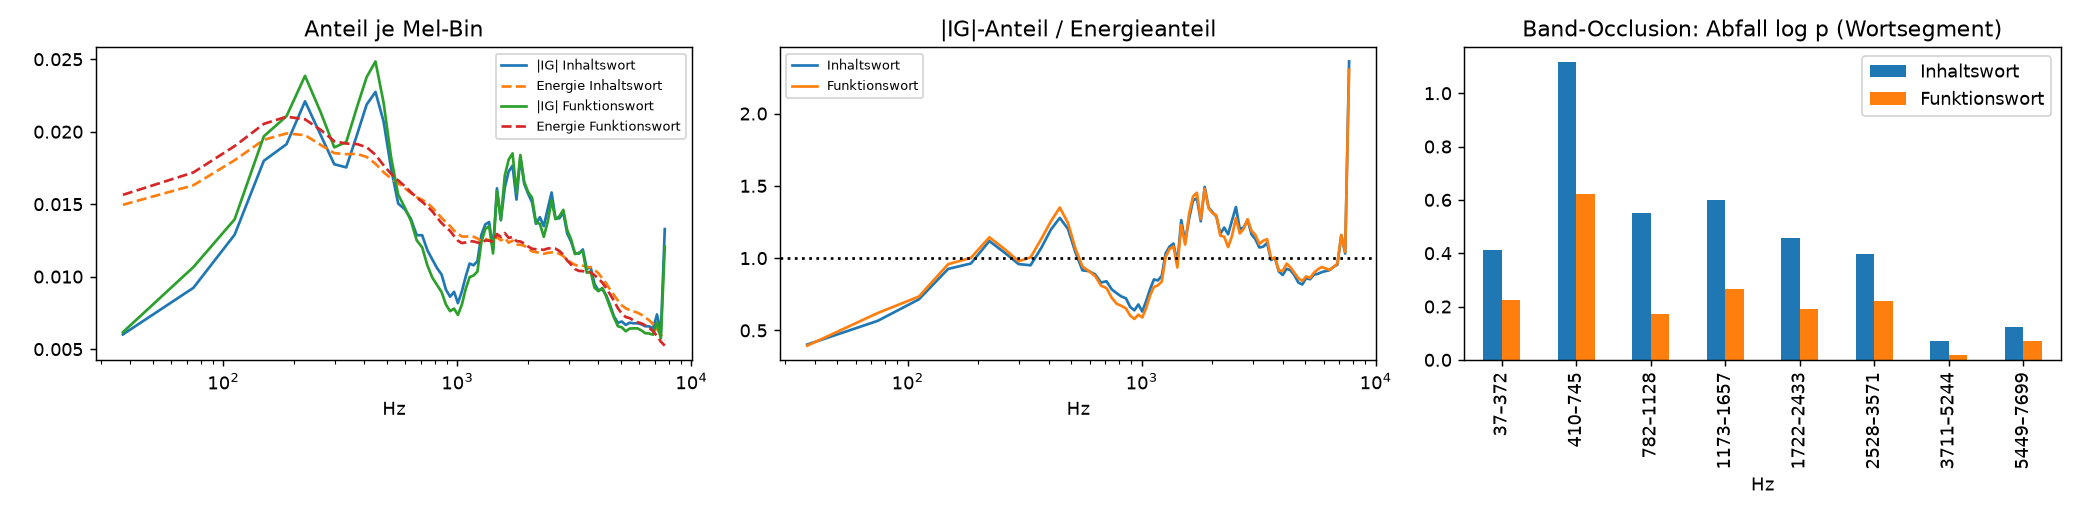 Anteil je Mel-Bin
0.025
0.020
0.015
0.010
0.005
|IG| Inhaltswort
Energie Inhaltswort
|IG| Funktionswort
Energie Funktionswort
10²
10³
10⁴
Hz
|IG|-Anteil / Energieanteil
2.0
1.5
1.0
0.5
Inhaltswort
Funktionswort
10²
10³
10⁴
Hz
Band-Occlusion: Abfall log p (Wortsegment)
1.0
0.8
0.6
0.4
0.2
0.0
Inhaltswort
Funktionswort
37–372
410–745
782–1128
1173–1657
1722–2433
2528–3571
3711–5244
5449–7699
Hz